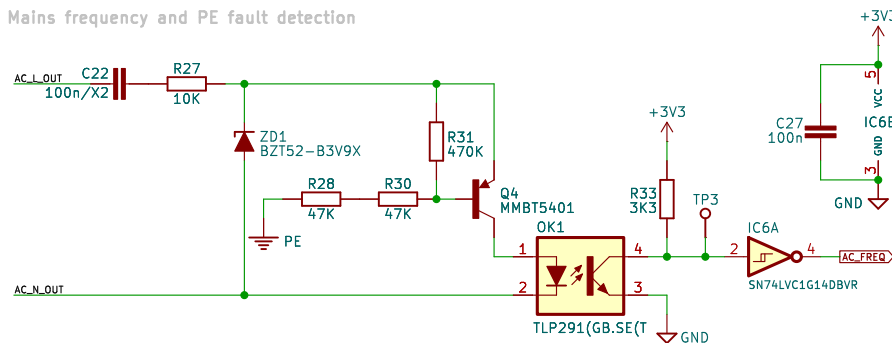 Mains frequency and PE fault detection
+3V3
AC_L_OUT
C22
100n/X2
R27
10K
5
VCC
ZD1
BZT52-B3V9X
R31
470K
+3V3
C27
100n
IC6B
GND
3
R28
47K
R30
47K
Q4
MMBT5401
R33
3K3
TP3
GND
PE
OK1
IC6A
1
4
2
4
AC_FREQ
SN74LVC1G14DBVR
AC_N_OUT
2
3
TLP291(GB.SE(T
GND